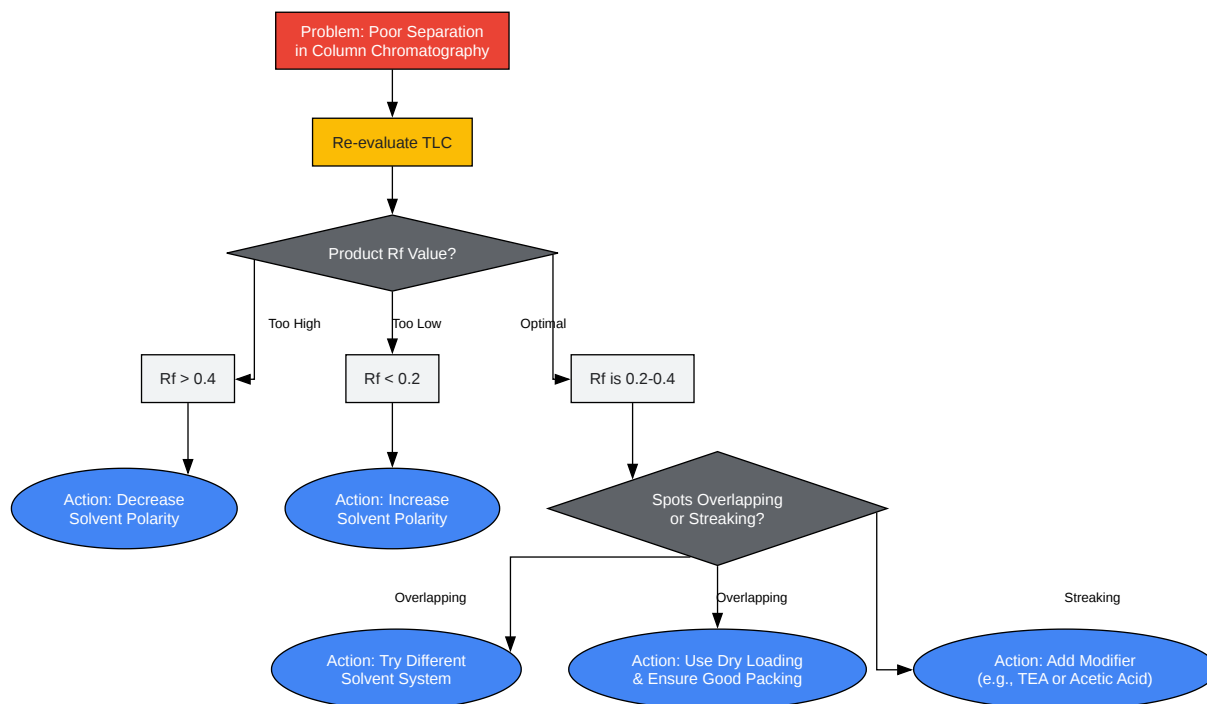 Problem: Poor Separation
in Column Chromatography
Re-evaluate TLC
Product Rf Value?
Too High
Too Low
Optimal
Rf > 0.4
Rf < 0.2
Rf is 0.2-0.4
Action: Decrease
Solvent Polarity
Action: Increase
Solvent Polarity
Spots Overlapping
or Streaking?
Overlapping
Overlapping
Streaking
Action: Try Different
Solvent System
Action: Use Dry Loading
& Ensure Good Packing
Action: Add Modifier
(e.g., TEA or Acetic Acid)